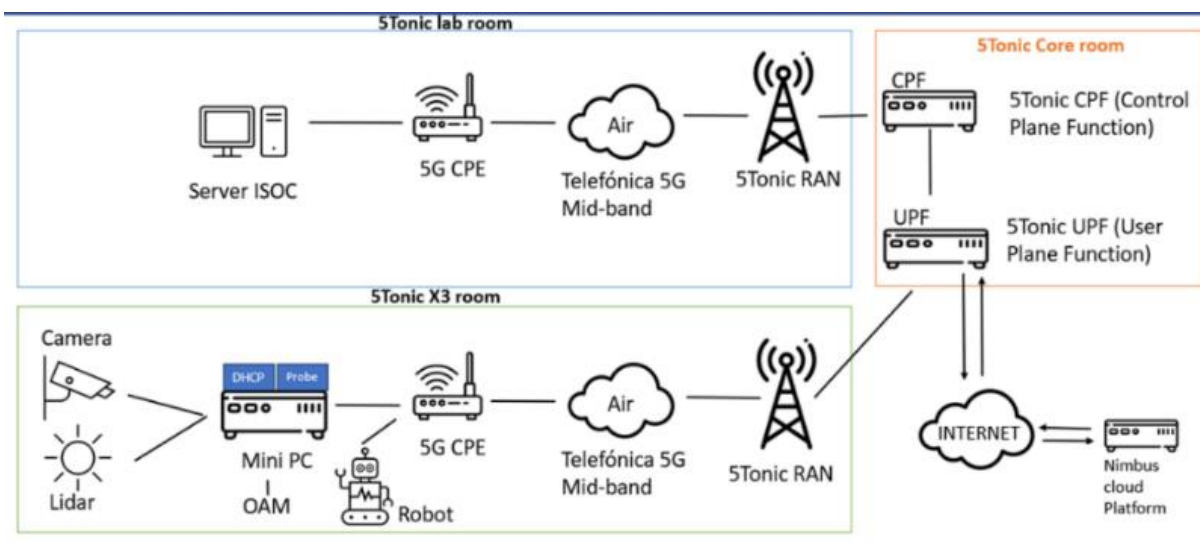 5Tonic lab room
Server ISOC
5G CPE
Air
Telefónica 5G
Mid-band
5Tonic RAN
5Tonic Core room
CPF
5Tonic CPF (Control
Plane Function)
UPF
5Tonic UPF (User
Plane Function)
5Tonic X3 room
Camera
Lidar
DHCP
Probe
Mini PC
OAM
Robot
5G CPE
Air
Telefónica 5G
Mid-band
5Tonic RAN
INTERNET
Nimbus
cloud
Platform